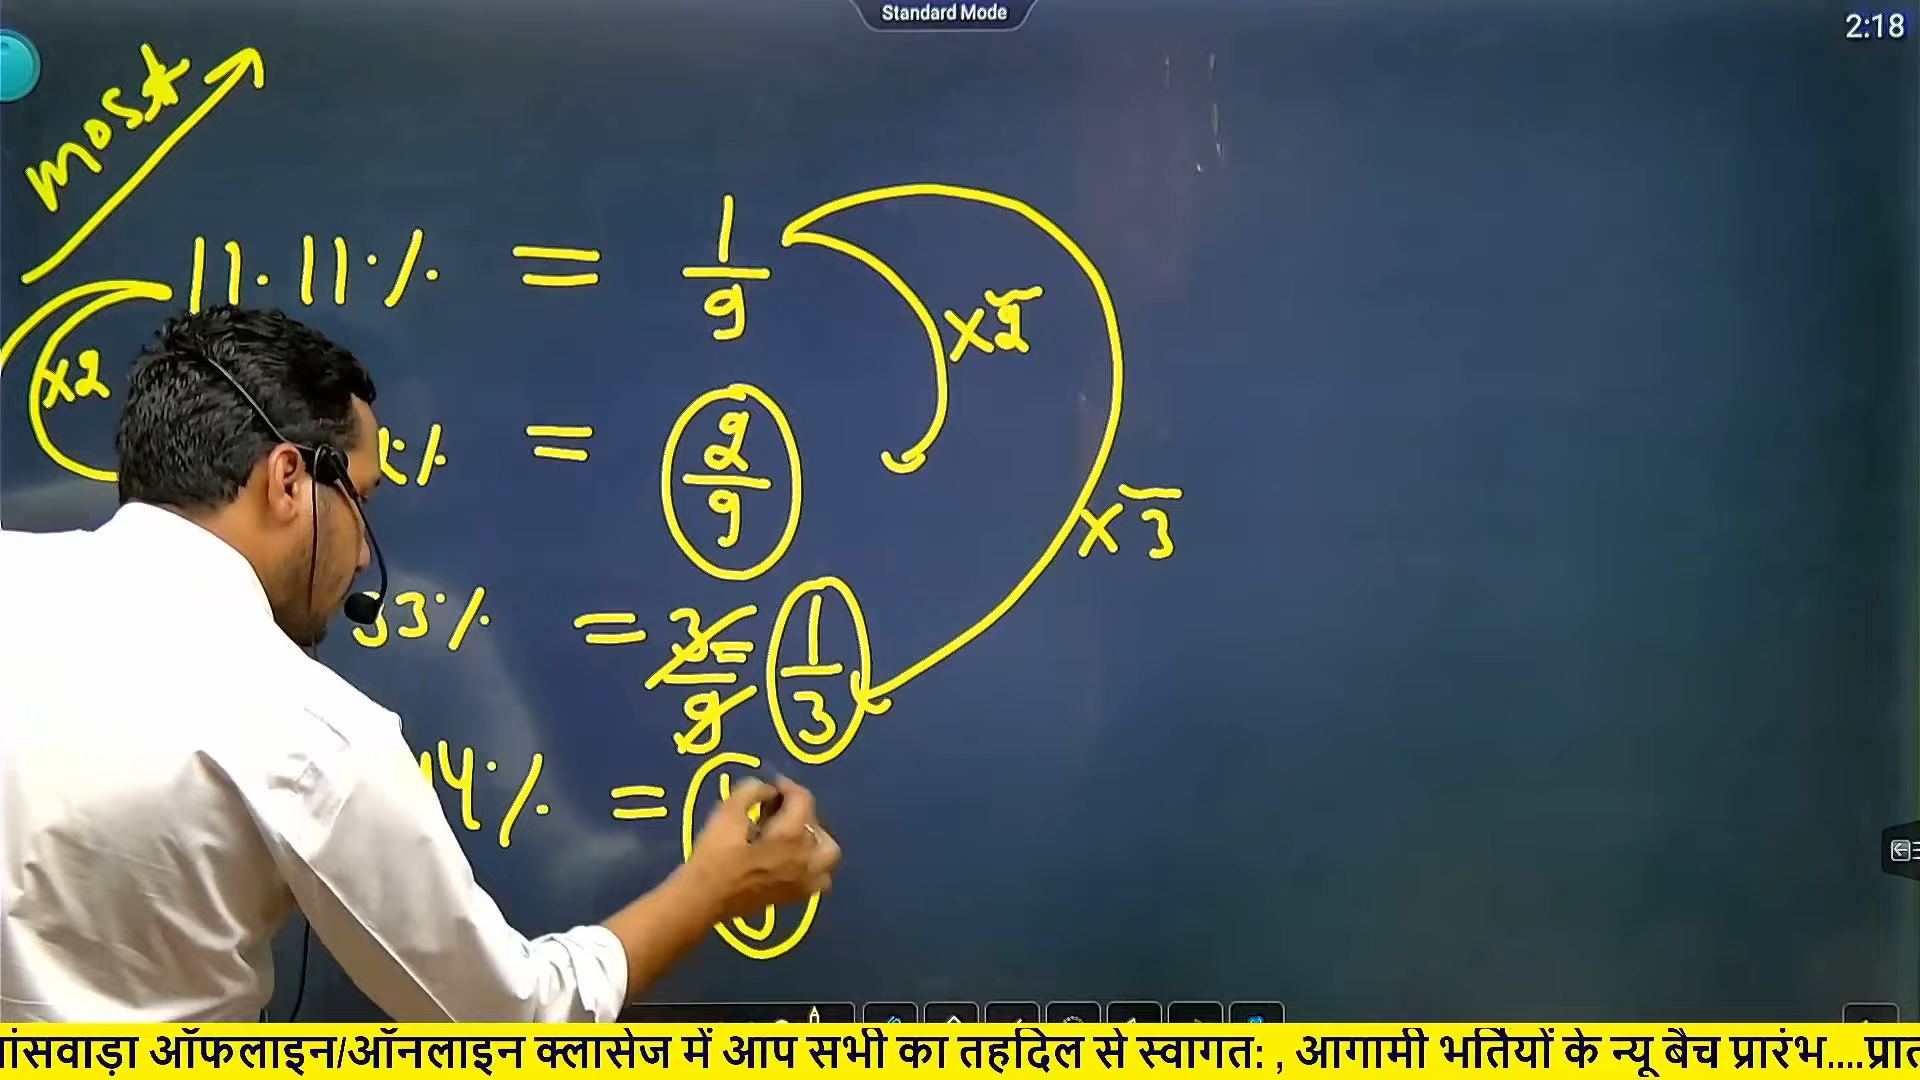 Standard Mode
2:18
most
11.11% = 1/9
×2
×2
% = 2/9
×3
33% = 3/9 = 1/3
44% =
ांसवाड़ा ऑफलाइन/ऑनलाइन क्लासेज में आप सभी का तहदिल से स्वागत: , आगामी भर्तियों के न्यू बैच प्रारंभ....प्रात